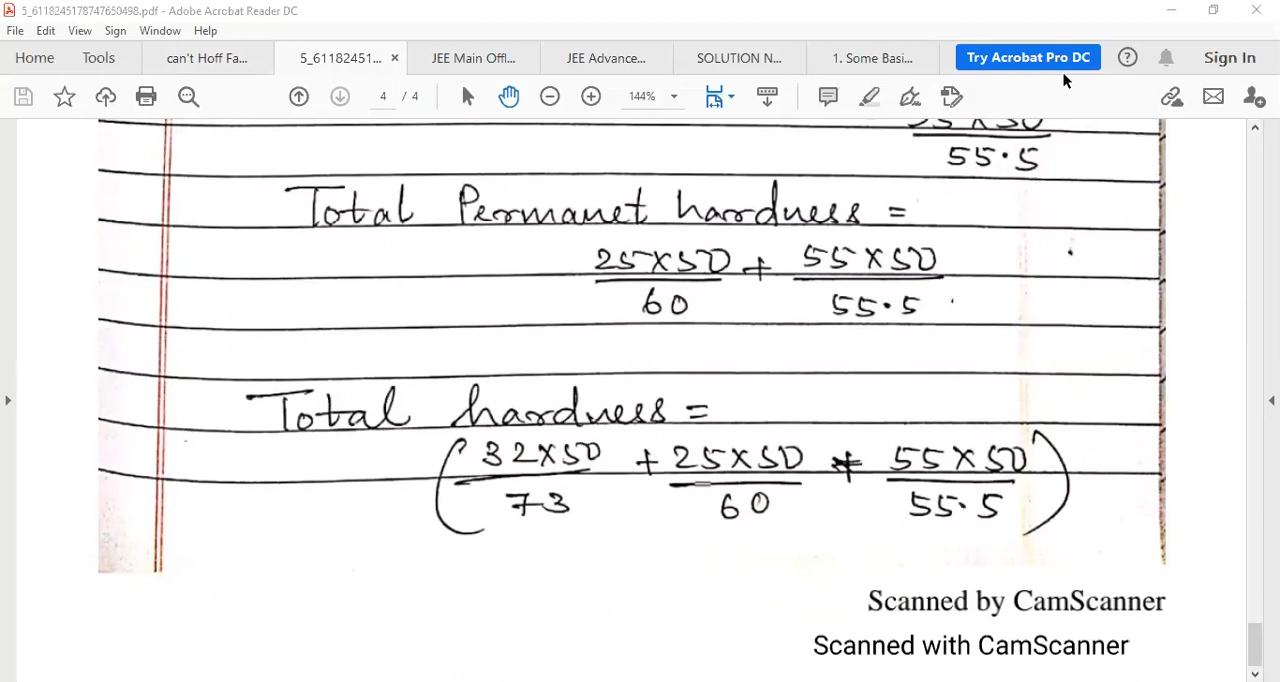 5_6118245178747650498.pdf - Adobe Acrobat Reader DC
File Edit View Sign Window Help
Home Tools can't Hoff Fa... 5_61182451... × JEE Main Offl... JEE Advance... SOLUTION N... 1. Some Basi... Try Acrobat Pro DC Sign In
4 / 4 144%
55 × 50
55.5
Total Permanet hardness =
25×50 + 55×50
60 55.5
Total hardness =
(32×50 + 25×50 + 55×50)
73 60 55.5
Scanned by CamScanner
Scanned with CamScanner